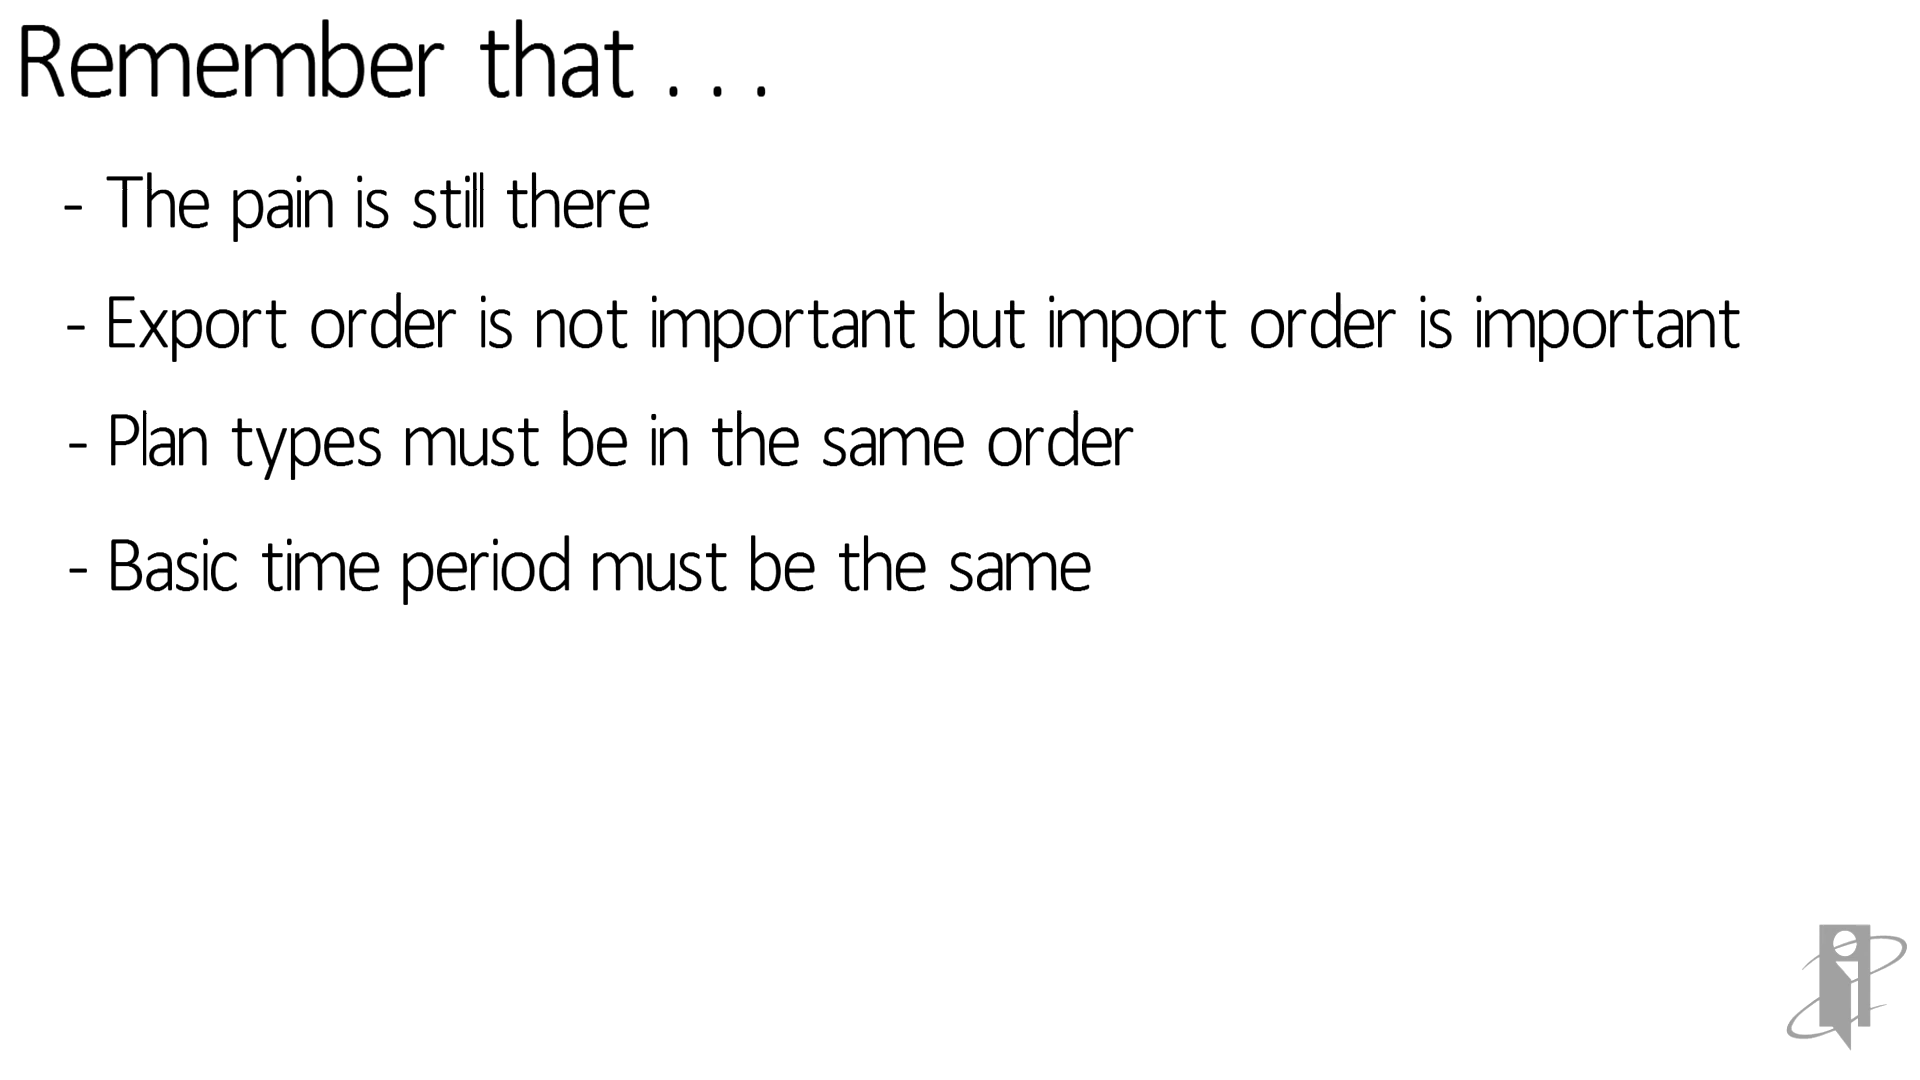 Remember that . . .
- The pain is still there
- Export order is not important but import order is important
- Plan types must be in the same order
- Basic time period must be the same